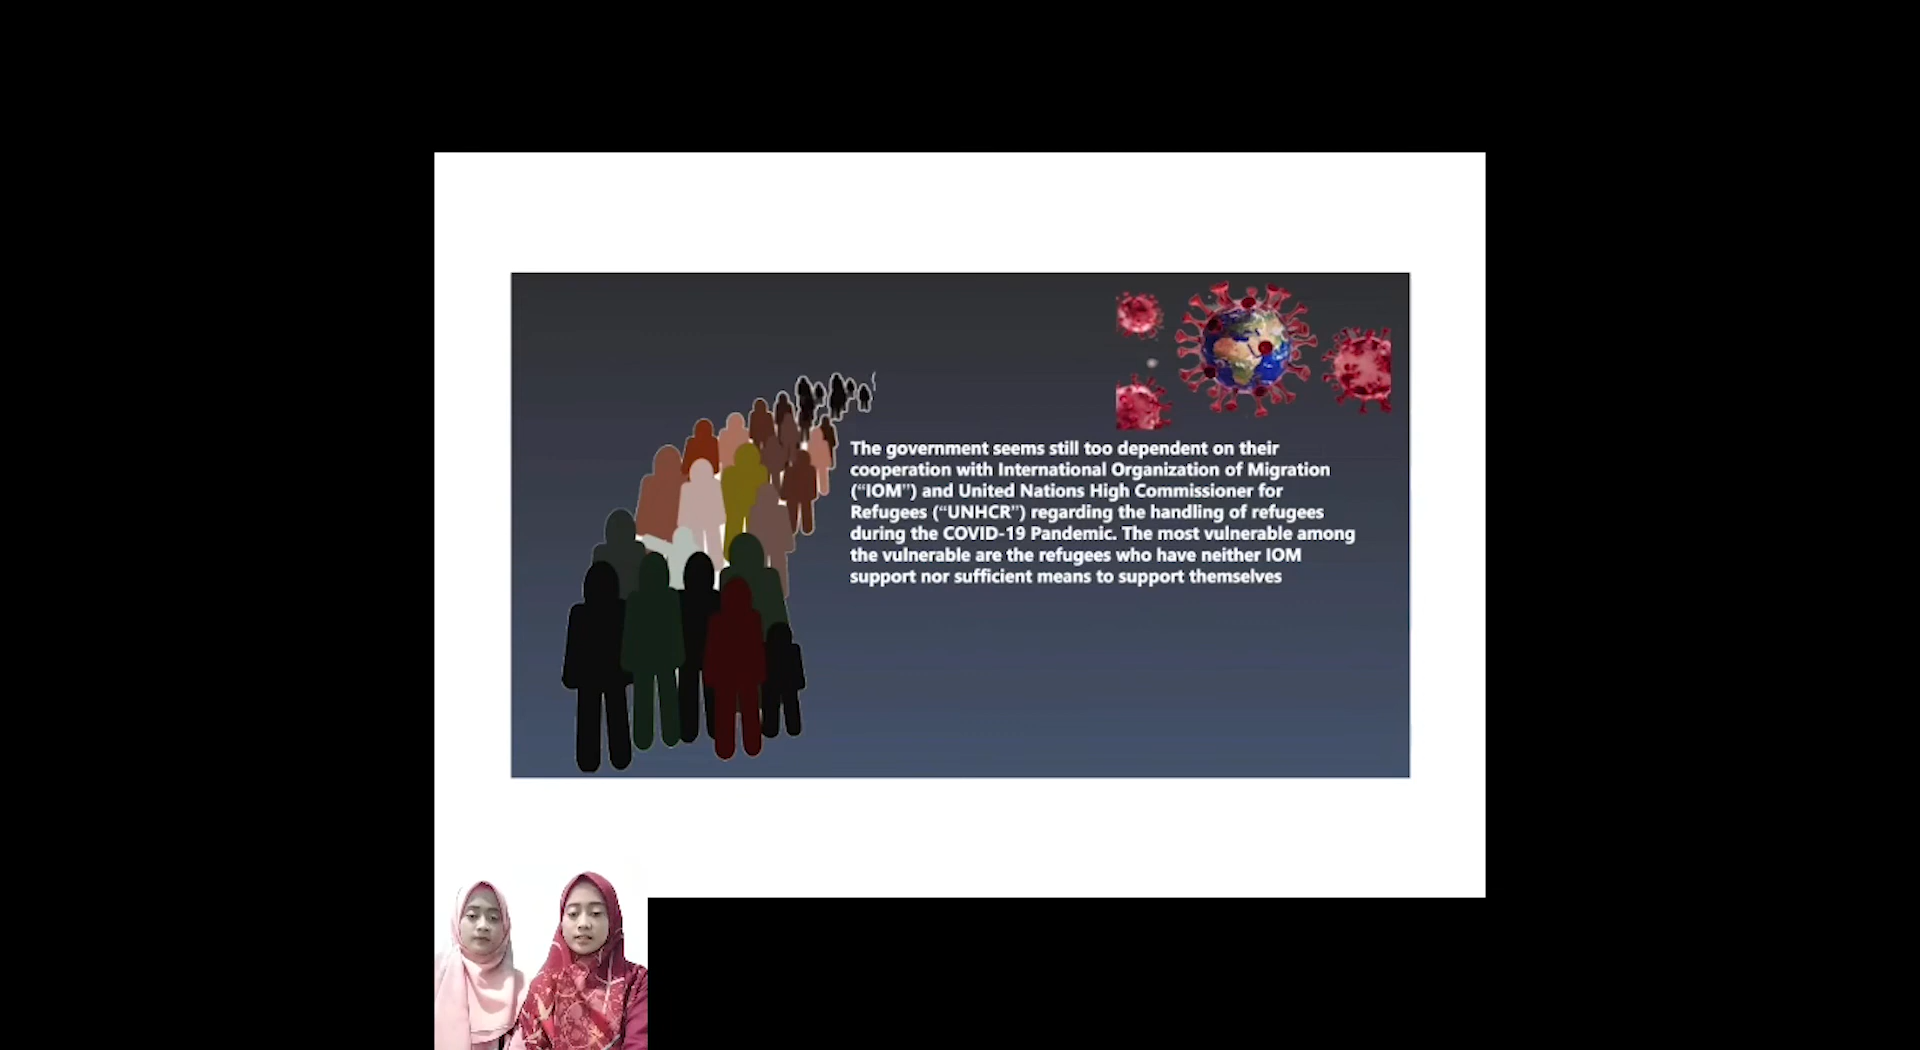 The government seems still too dependent on their
cooperation with International Organization of Migration
(“IOM”) and United Nations High Commissioner for
Refugees (“UNHCR”) regarding the handling of refugees
during the COVID-19 Pandemic. The most vulnerable among
the vulnerable are the refugees who have neither IOM
support nor sufficient means to support themselves